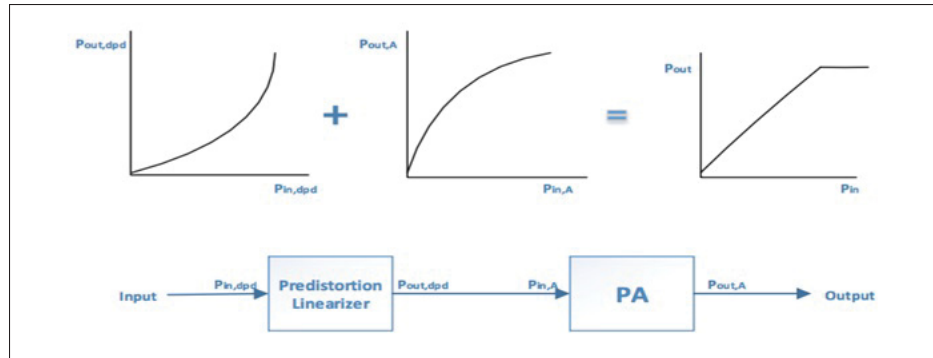 Pout,dpd
Pout,A
Pout
+
=
Pin,dpd
Pin,A
Pin
Input
Pin,dpd
Predistortion
Linearizer
Pout,dpd
Pin,A
PA
Pout,A
Output